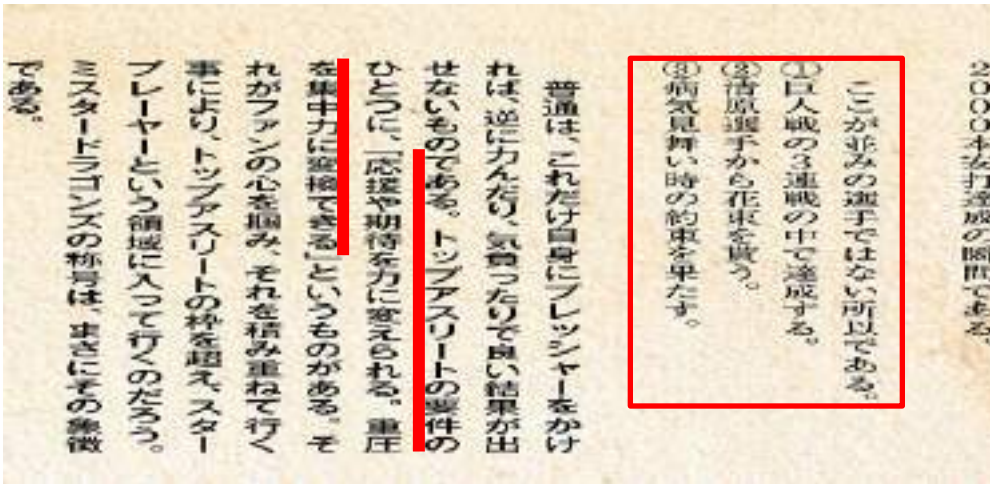 2000本安打達成の瞬間である。
ここが並みの選手ではない所以である。
(1)巨人戦の3連戦の中で達成する。
(2)清原選手から花束を貰う。
(3)病気見舞い時の約束を果たす。
普通は、これだけ自身にプレッシャーをかけ
れば、逆に力んだり、気負ったりで良い結果が出
せないものである。トップアスリートの要件の
ひとつに、「応援や期待を力に変えられる。重圧
を集中力に変換できる」というものがある。そ
れがファンの心を掴み、それを積み重ねて行く
事により、トップアスリートの枠を超え、スター
プレーヤーという領域に入って行くのだろう。
ミスタードラゴンズの称号は、まさにその象徴
である。